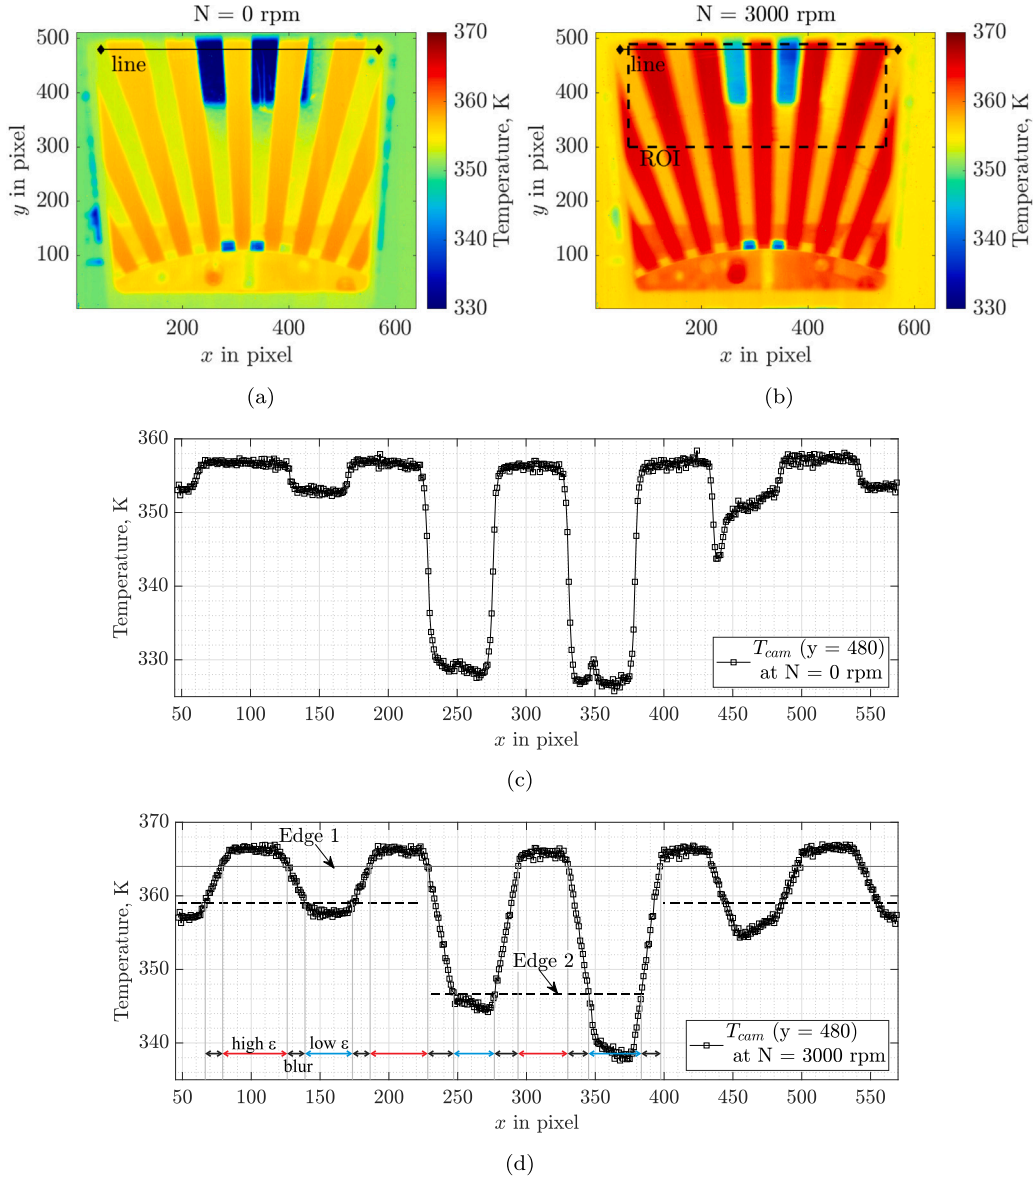 N = 0 rpm
N = 3000 rpm
500
400
300
200
100
y in pixel
line
200
400
600
x in pixel
370
360
350
340
330
Temperature, K
500
400
300
200
100
y in pixel
line
ROI
200
400
600
x in pixel
370
360
350
340
330
Temperature, K
(a)
(b)
360
350
340
330
Temperature, K
T_cam (y = 480)
at N = 0 rpm
50 100 150 200 250 300 350 400 450 500 550
x in pixel
(c)
370
360
350
340
Temperature, K
Edge 1
Edge 2
high ε
low ε
blur
T_cam (y = 480)
at N = 3000 rpm
50 100 150 200 250 300 350 400 450 500 550
x in pixel
(d)